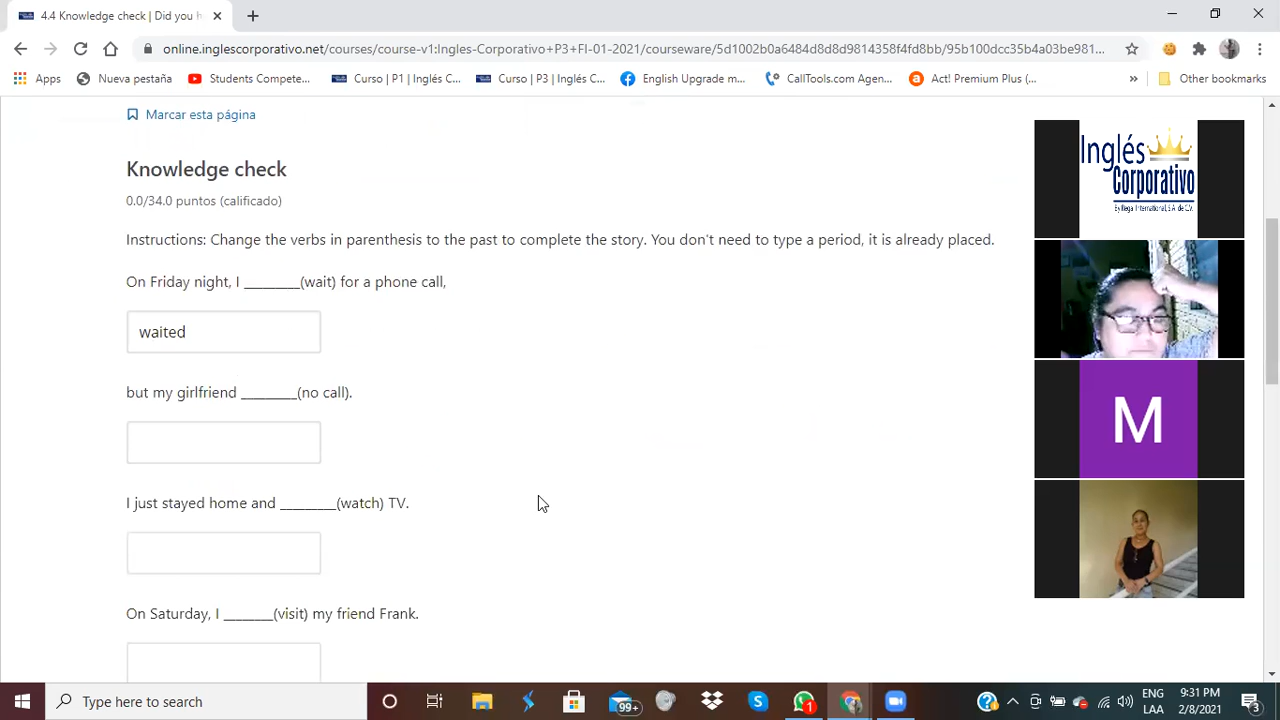 4.4 Knowledge check | Did you h
online.inglescorporativo.net/courses/course-v1:Ingles-Corporativo+P3+FI-01-2021/courseware/5d1002b0a6484d8d8d9814358f4fd8bb/95b100dcc35b4a03be981...
Apps Nueva pestaña Students Compete... Curso | P1 | Inglés C... Curso | P3 | Inglés C... English Upgrade m... CallTools.com Agen... Act! Premium Plus (... » Other bookmarks
Marcar esta página
Knowledge check
0.0/34.0 puntos (calificado)
Instructions: Change the verbs in parenthesis to the past to complete the story. You don't need to type a period, it is already placed.
On Friday night, I ________(wait) for a phone call,
waited
but my girlfriend ________(no call).
I just stayed home and ________(watch) TV.
On Saturday, I _______(visit) my friend Frank.
Inglés
Corporativo
M
Type here to search
99+
1
ENG
LAA
9:31 PM
2/8/2021
3